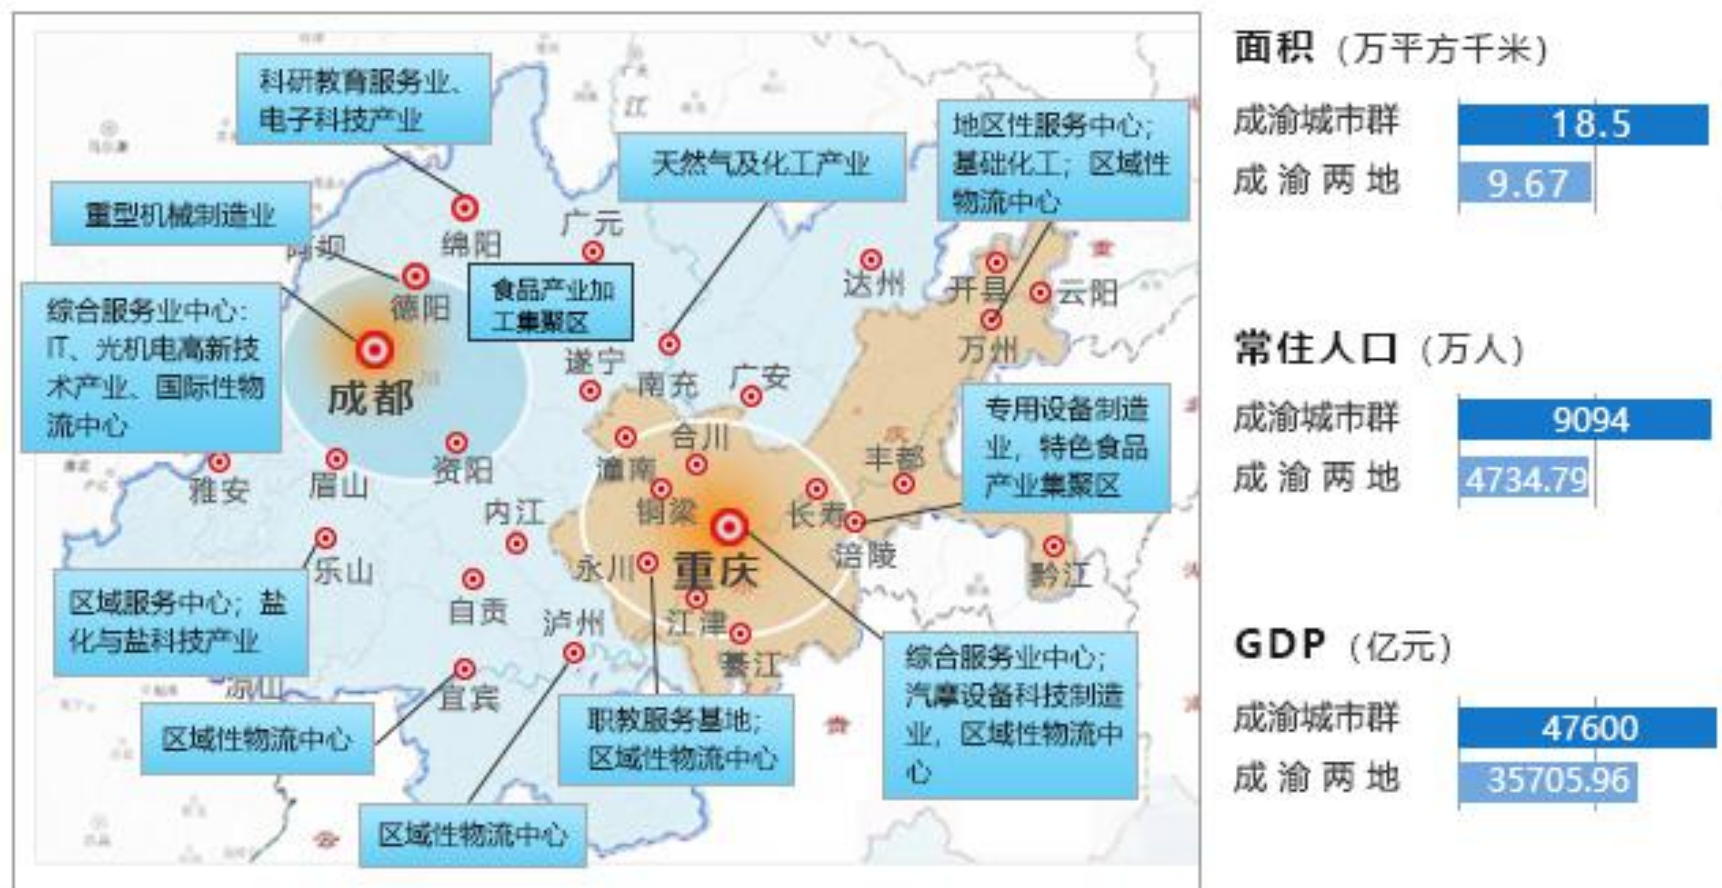 科研教育服务业、
电子科技产业
重型机械制造业
综合服务业中心：
IT、光机电高新技
术产业、国际性物
流中心
食品产业加
工集聚区
天然气及化工产业
地区性服务中心；
基础化工；区域性
物流中心
专用设备制造
业，特色食品
产业集聚区
区域服务中心；盐
化与盐科技产业
区域性物流中心
区域性物流中心
职教服务基地；
区域性物流中心
综合服务业中心；
汽摩设备科技制造
业，区域性物流中
心
绵阳
广元
阿坝
德阳
成都
川
遂宁
南充
广安
达州
开县
云阳
万州
重
庆
雅安
眉山
资阳
内江
乐山
自贡
泸州
宜宾
凉山
潼南
合川
铜梁
永川
重庆
江津
綦江
长寿
丰都
涪陵
黔江
贵
云
江
面积（万平方千米）
成渝城市群 18.5
成渝两地 9.67
常住人口（万人）
成渝城市群 9094
成渝两地 4734.79
GDP（亿元）
成渝城市群 47600
成渝两地 35705.96